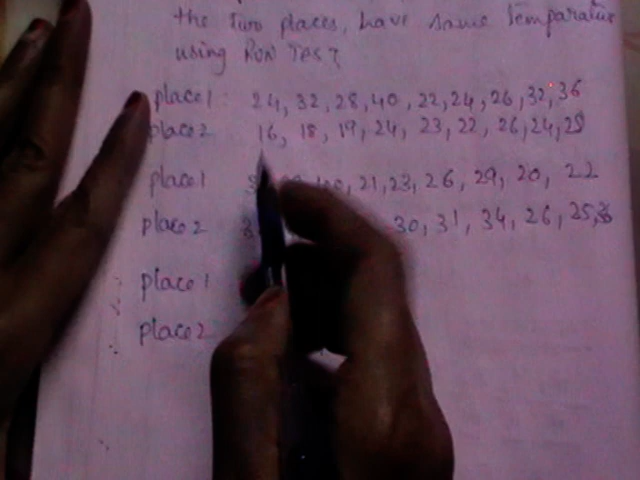 the two places, have same temparature
using RUN TEST
place1 : 24, 32, 28, 40, 22, 24, 26, 32, 36
place2 16, 18, 19, 24, 23, 22, 26, 24, 28
place1 21, 23, 26, 29, 20, 22
place2 30, 31, 34, 26, 25, 36
place1
place2